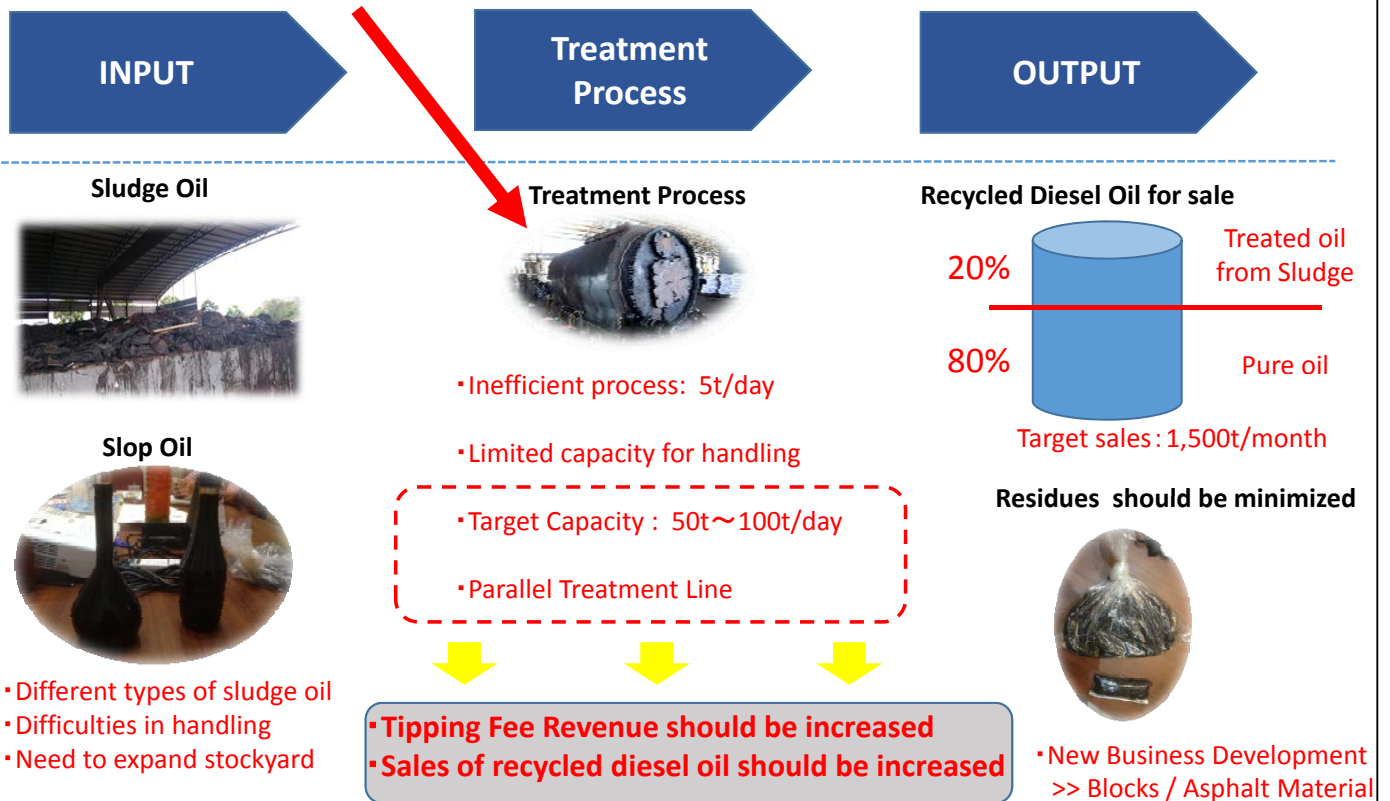 INPUT
Treatment
Process
OUTPUT
Sludge Oil
Slop Oil
・Different types of sludge oil
・Difficulties in handling
・Need to expand stockyard
Treatment Process
・Inefficient process: 5t/day
・Limited capacity for handling
・Target Capacity : 50t～100t/day
・Parallel Treatment Line
・Tipping Fee Revenue should be increased
・Sales of recycled diesel oil should be increased
Recycled Diesel Oil for sale
20%
Treated oil
from Sludge
80%
Pure oil
Target sales : 1,500t/month
Residues should be minimized
・New Business Development
>> Blocks / Asphalt Material